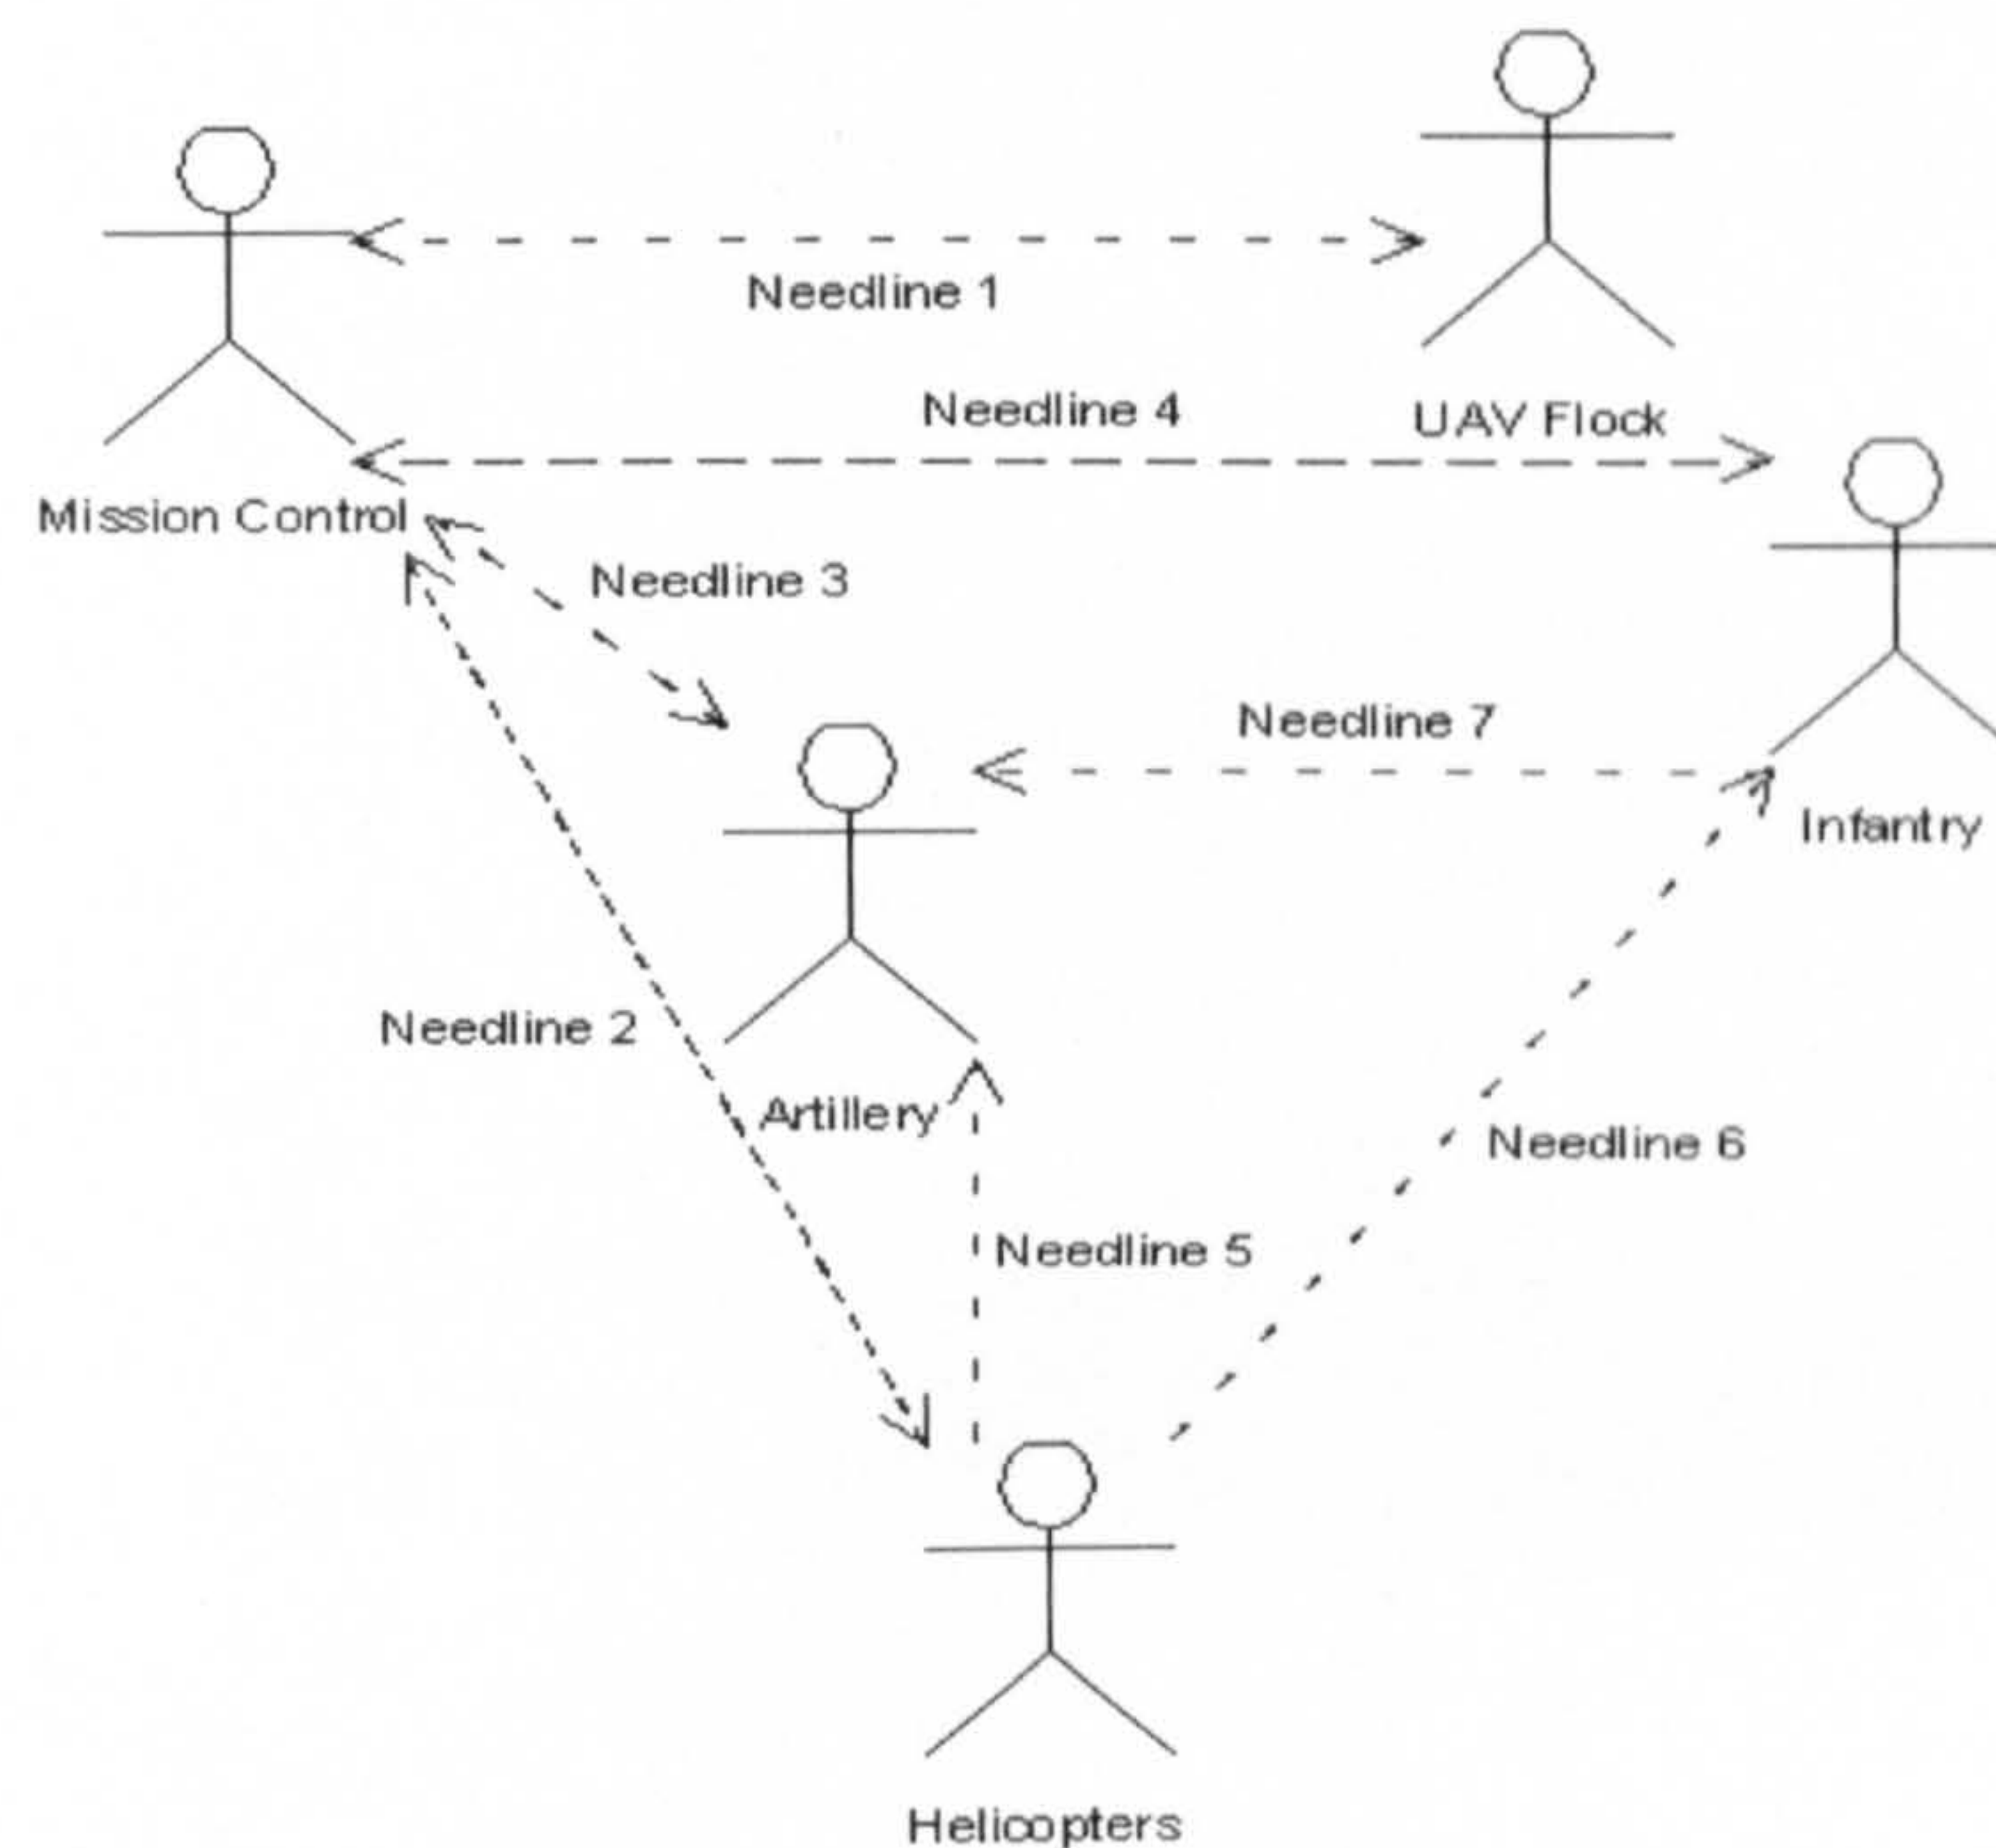 Needline 1
Needline 4
UAV Flock
Mission Control
Needline 3
Needline 7
Infantry
Needline 2
Artillery
Needline 6
Needline 5
Helicopters